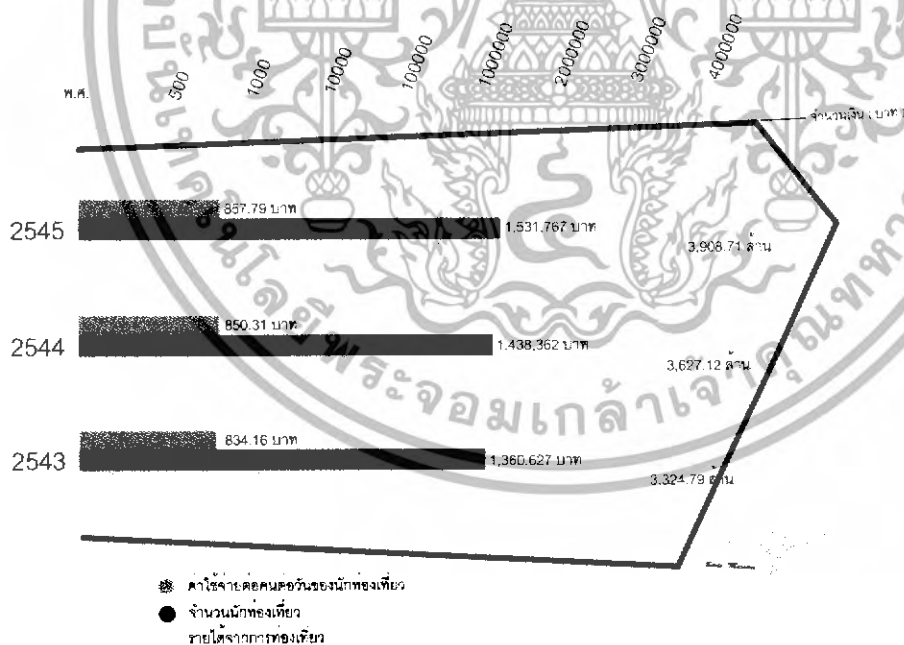 พ.ศ. 500 1000 10000 100000 1000000 2000000 3000000 4000000
จำนวนเงิน ( บาท )
857.79 บาท
2545 1,531,767 บาท
3,908.71 ล้าน
850.31 บาท
2544 1,438,362 บาท
3,627.12 ล้าน
834.16 บาท
2543 1,360,627 บาท
3,324.79 ล้าน
ค่าใช้จ่ายต่อคนต่อวันของนักท่องเที่ยว
จำนวนนักท่องเที่ยว
รายได้จากการท่องเที่ยว